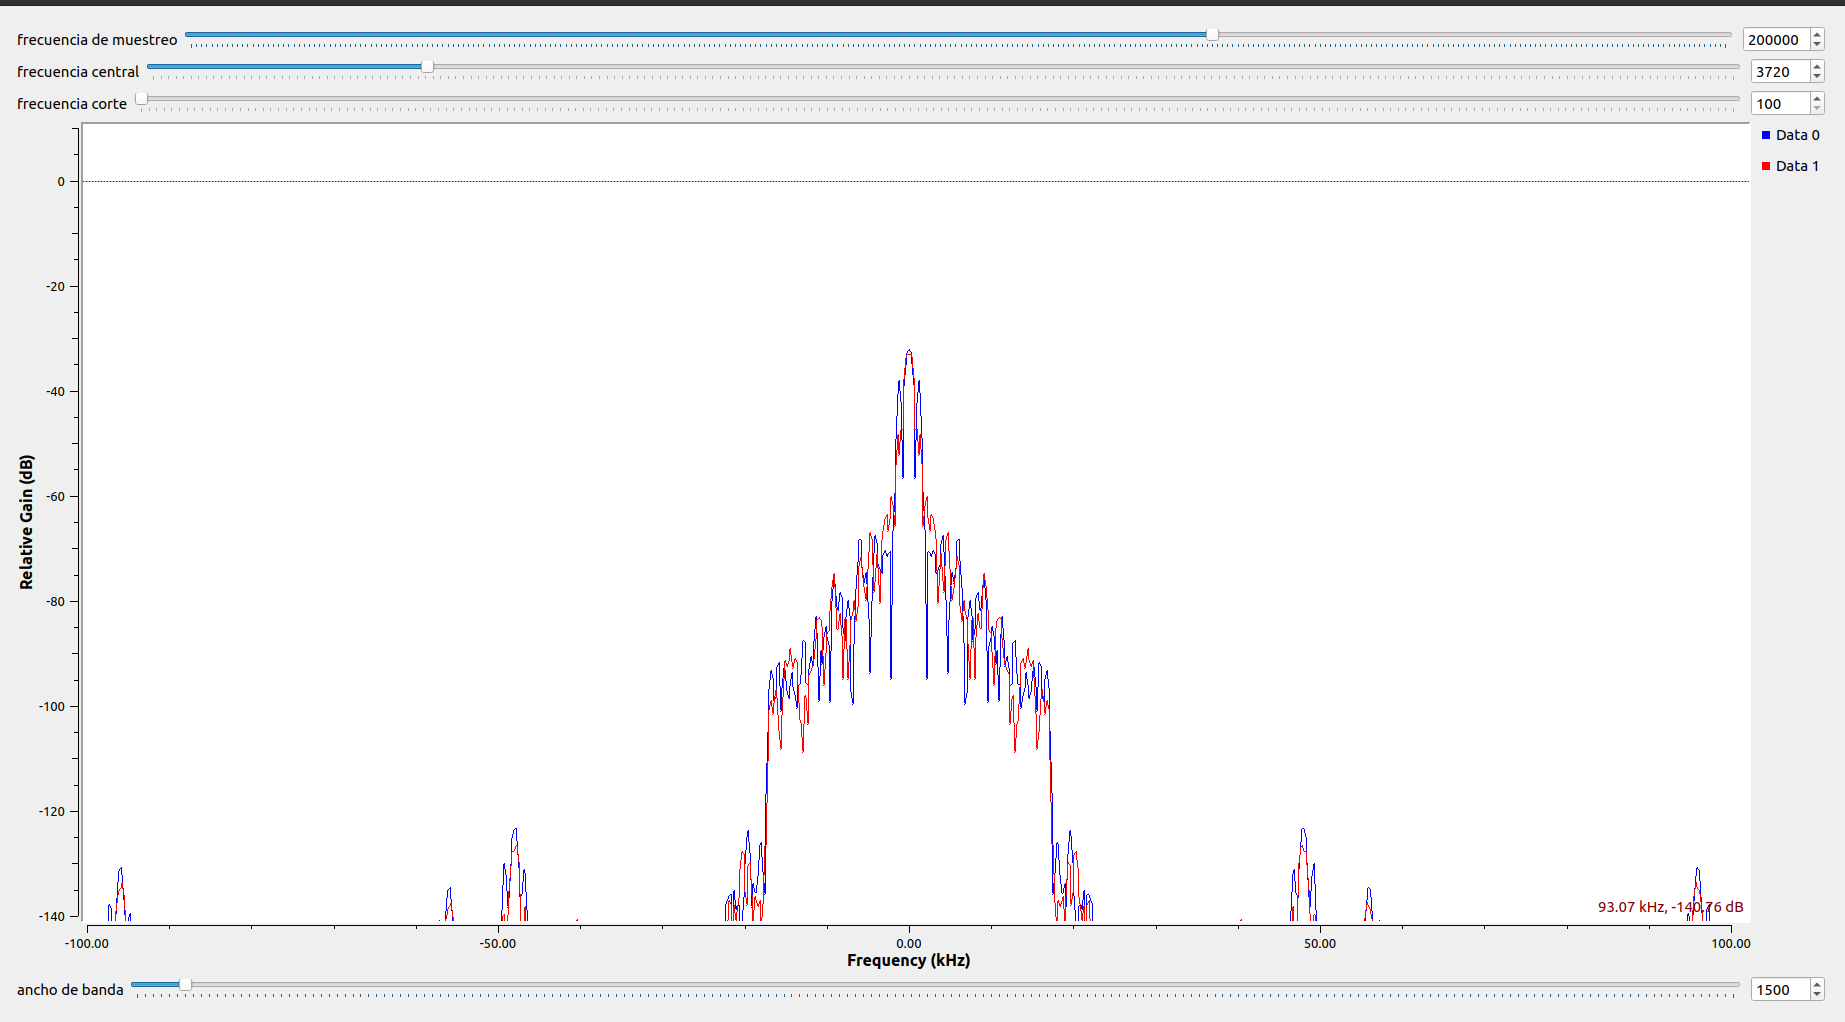 frecuencia de muestreo 200000
frecuencia central 3720
frecuencia corte 100
Data 0
Data 1
0
-20
-40
-60
-80
-100
-120
-140
Relative Gain (dB)
93.07 kHz, -140.76 dB
-100.00 -50.00 0.00 50.00 100.00
Frequency (kHz)
ancho de banda 1500